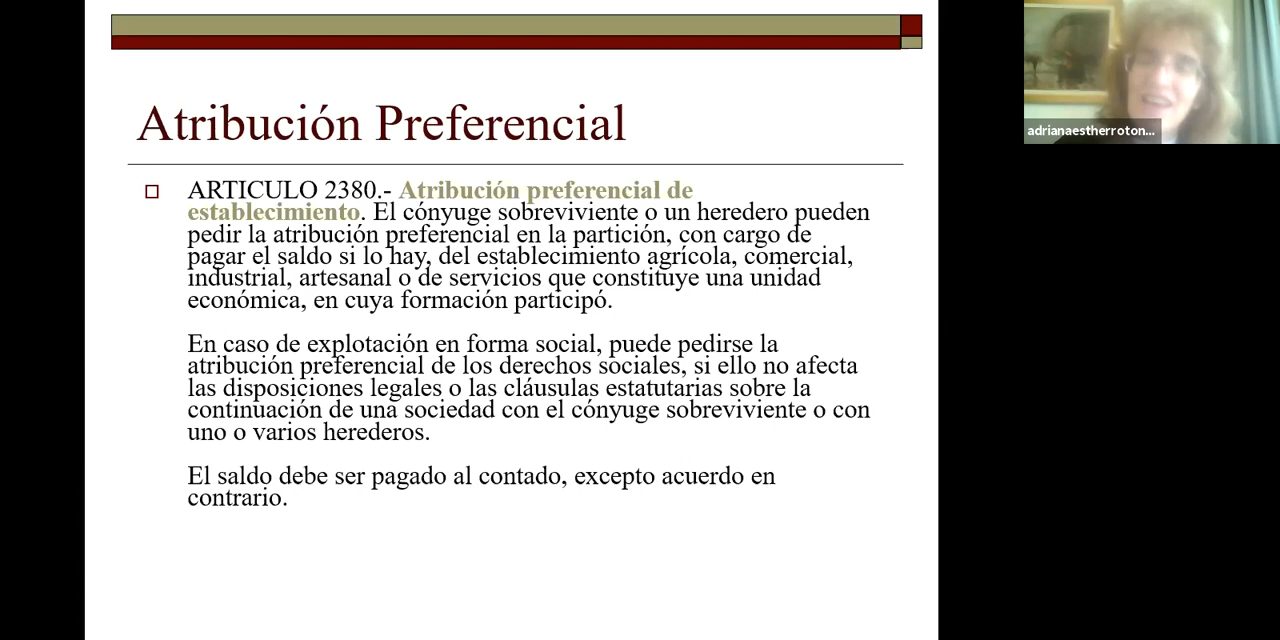 Atribución Preferencial
ARTICULO 2380.- Atribución preferencial de
establecimiento. El cónyuge sobreviviente o un heredero pueden
pedir la atribución preferencial en la partición, con cargo de
pagar el saldo si lo hay, del establecimiento agrícola, comercial,
industrial, artesanal o de servicios que constituye una unidad
económica, en cuya formación participó.
En caso de explotación en forma social, puede pedirse la
atribución preferencial de los derechos sociales, si ello no afecta
las disposiciones legales o las cláusulas estatutarias sobre la
continuación de una sociedad con el cónyuge sobreviviente o con
uno o varios herederos.
El saldo debe ser pagado al contado, excepto acuerdo en
contrario.
adrianaestherroton...